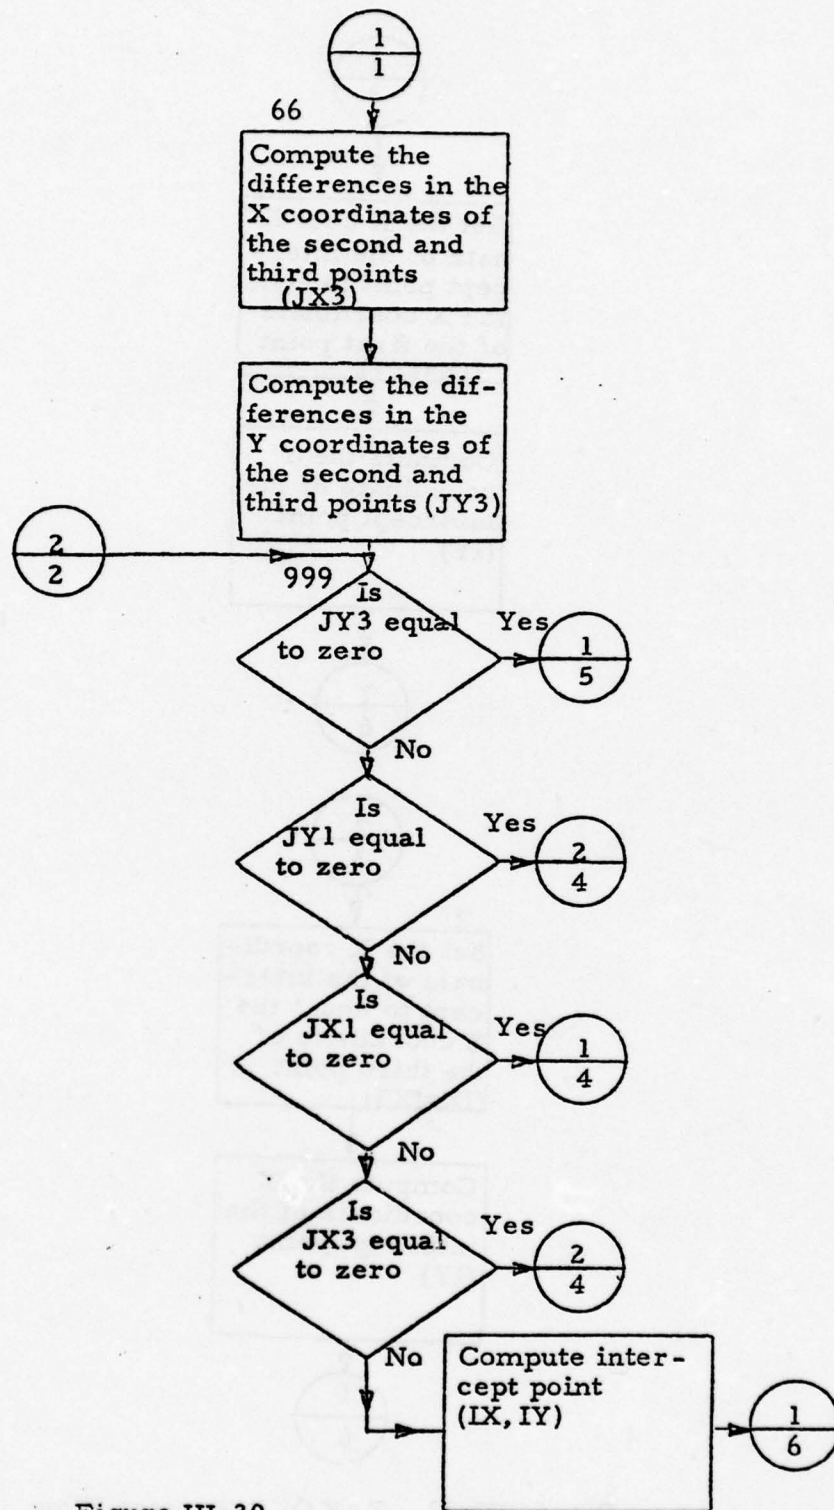 1
1
66
Compute the
differences in the
X coordinates of
the second and
third points
(JX3)
Compute the dif-
ferences in the
Y coordinates of
the second and
third points (JY3)
2
2
999
Is
JY3 equal
to zero
Yes
1
5
No
Is
JY1 equal
to zero
Yes
2
4
No
Is
JX1 equal
to zero
Yes
1
4
No
Is
JX3 equal
to zero
Yes
2
4
No
Compute inter-
cept point
(IX, IY)
1
6